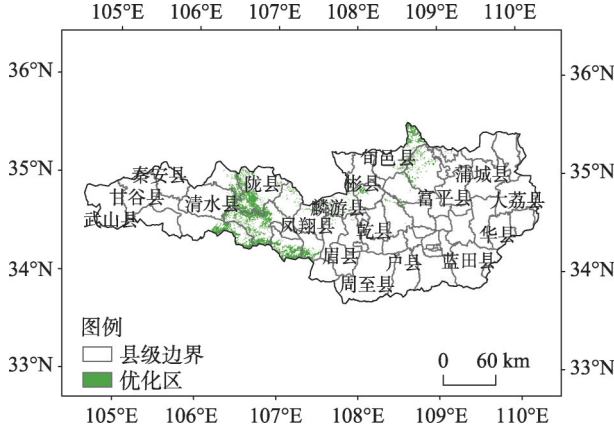 105°E 106°E 107°E 108°E 109°E 110°E
36°N 36°N
旬邑县
秦安县 陇县 彬县 蒲城县
35°N 35°N
甘谷县 清水县 麟游县 富平县 大荔县
武山县 凤翔县 乾县 华县
34°N 眉县 户县 蓝田县 34°N
周至县
图例
县级边界 0 60 km
33°N 优化区 33°N
105°E 106°E 107°E 108°E 109°E 110°E